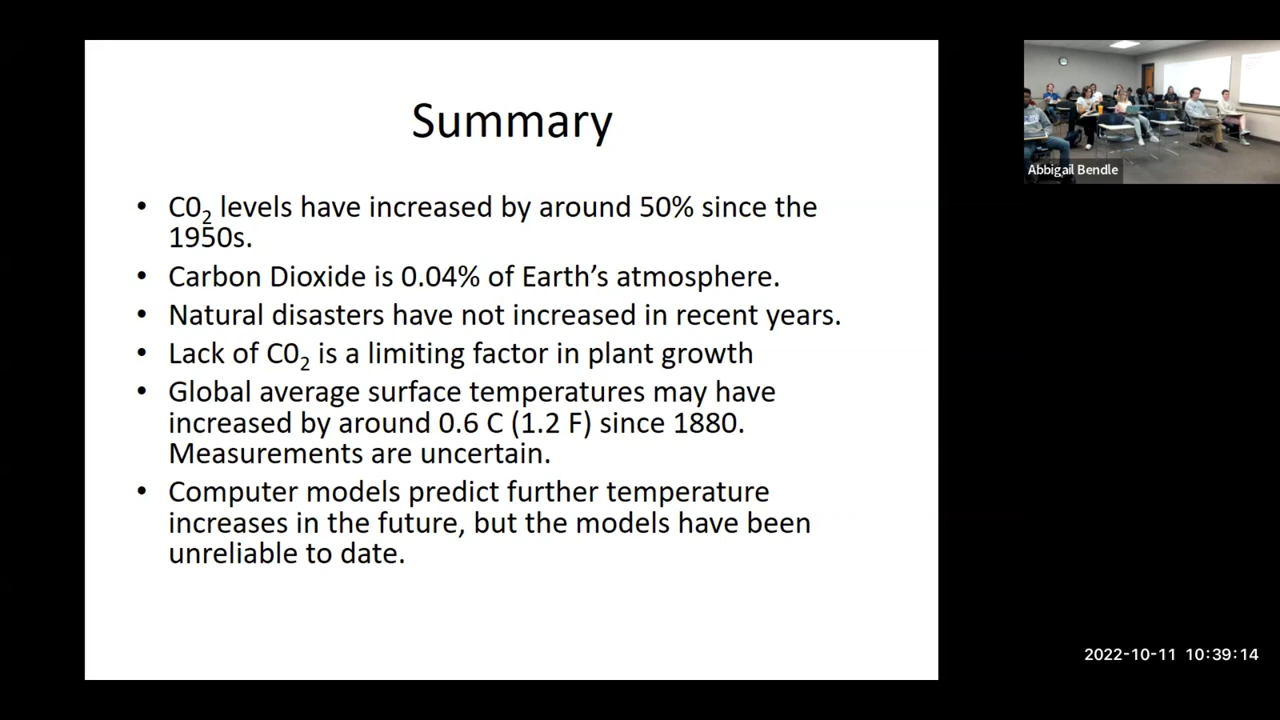 Summary
• C0₂ levels have increased by around 50% since the
1950s.
• Carbon Dioxide is 0.04% of Earth’s atmosphere.
• Natural disasters have not increased in recent years.
• Lack of C0₂ is a limiting factor in plant growth
• Global average surface temperatures may have
increased by around 0.6 C (1.2 F) since 1880.
Measurements are uncertain.
• Computer models predict further temperature
increases in the future, but the models have been
unreliable to date.
Abbigail Bendle
2022-10-11 10:39:14